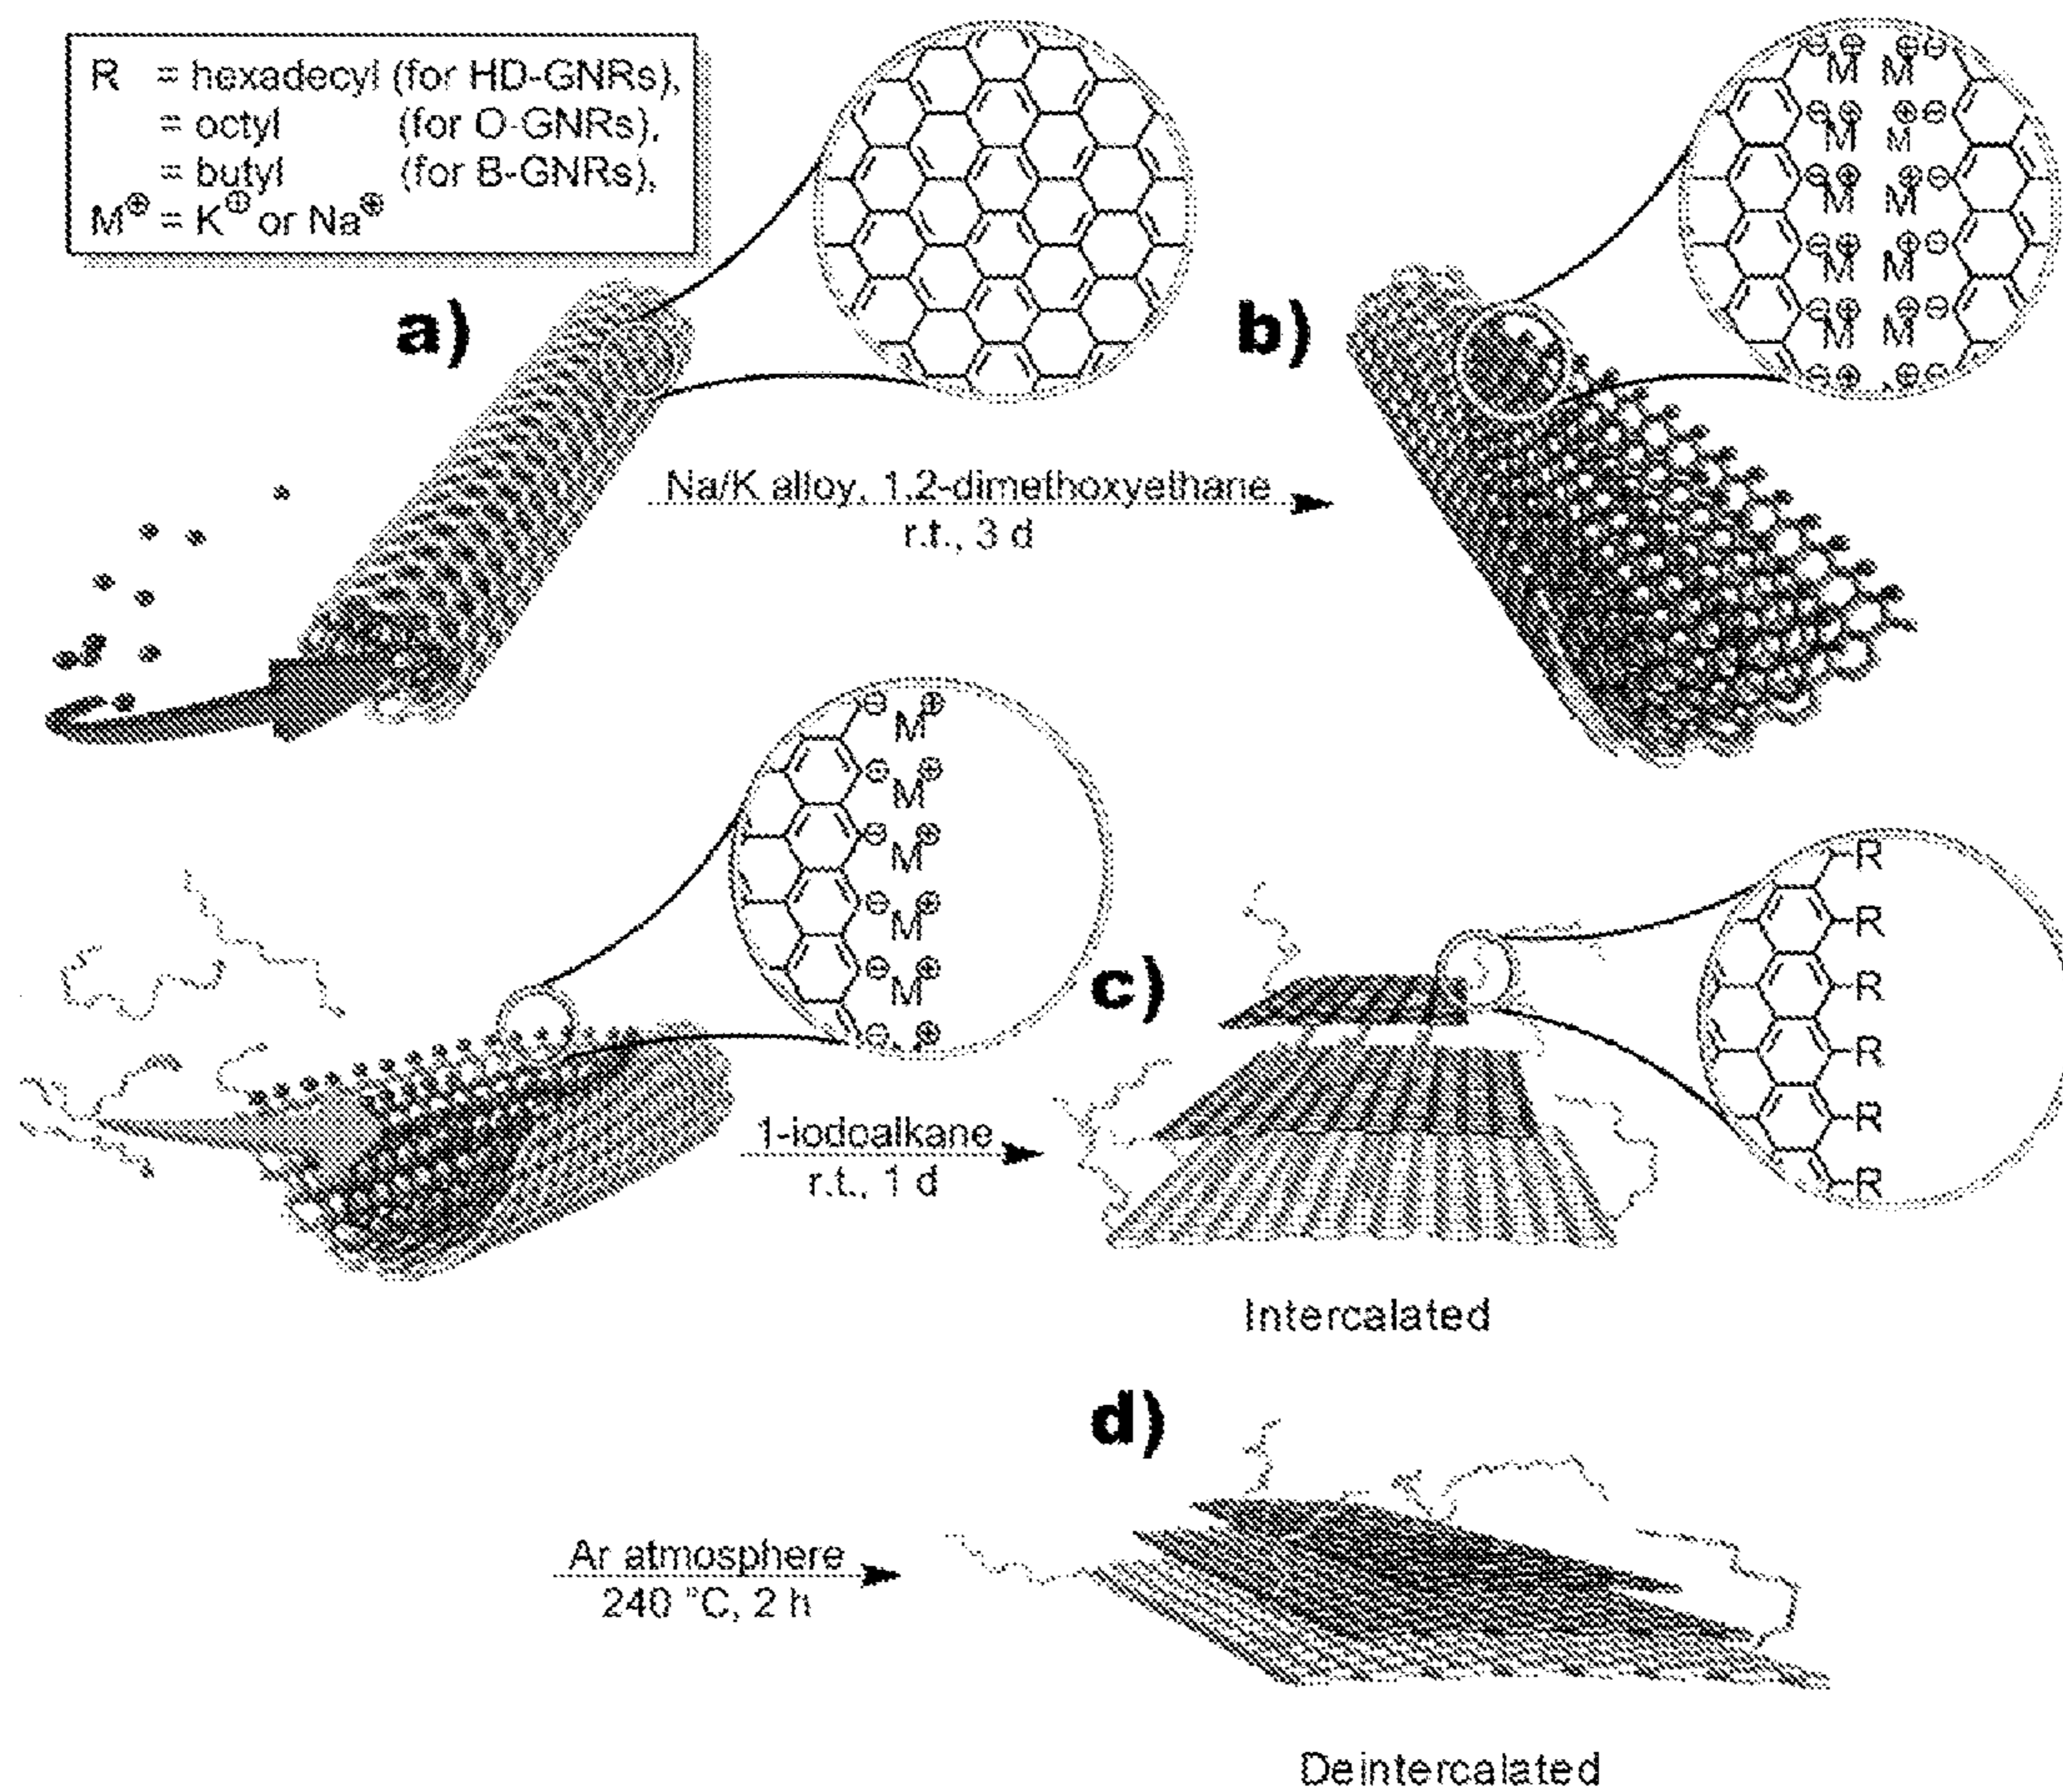 R = hexadecyl (for HD-GNRs),
= octyl (for O-GNRs),
= butyl (for B-GNRs),
M⊕ = K⊕ or Na⊕
a)
b)
⊖⊕ ⊕⊖
M M
⊖⊕ ⊕⊖
M M
⊖⊕ ⊕⊖
M M
⊖⊕ ⊕⊖
M M
⊖⊕ ⊕⊖
M M
⊖⊕ ⊕⊖
Na/K alloy, 1,2-dimethoxyethane
r.t., 3 d
⊖ M⊕
⊖ M⊕
⊖ M⊕
⊖ M⊕
⊖ M⊕
⊖ ⊕
1-iodoalkane
r.t., 1 d
c)
R
R
R
R
R
R
Intercalated
d)
Ar atmosphere
240 °C, 2 h
Deintercalated